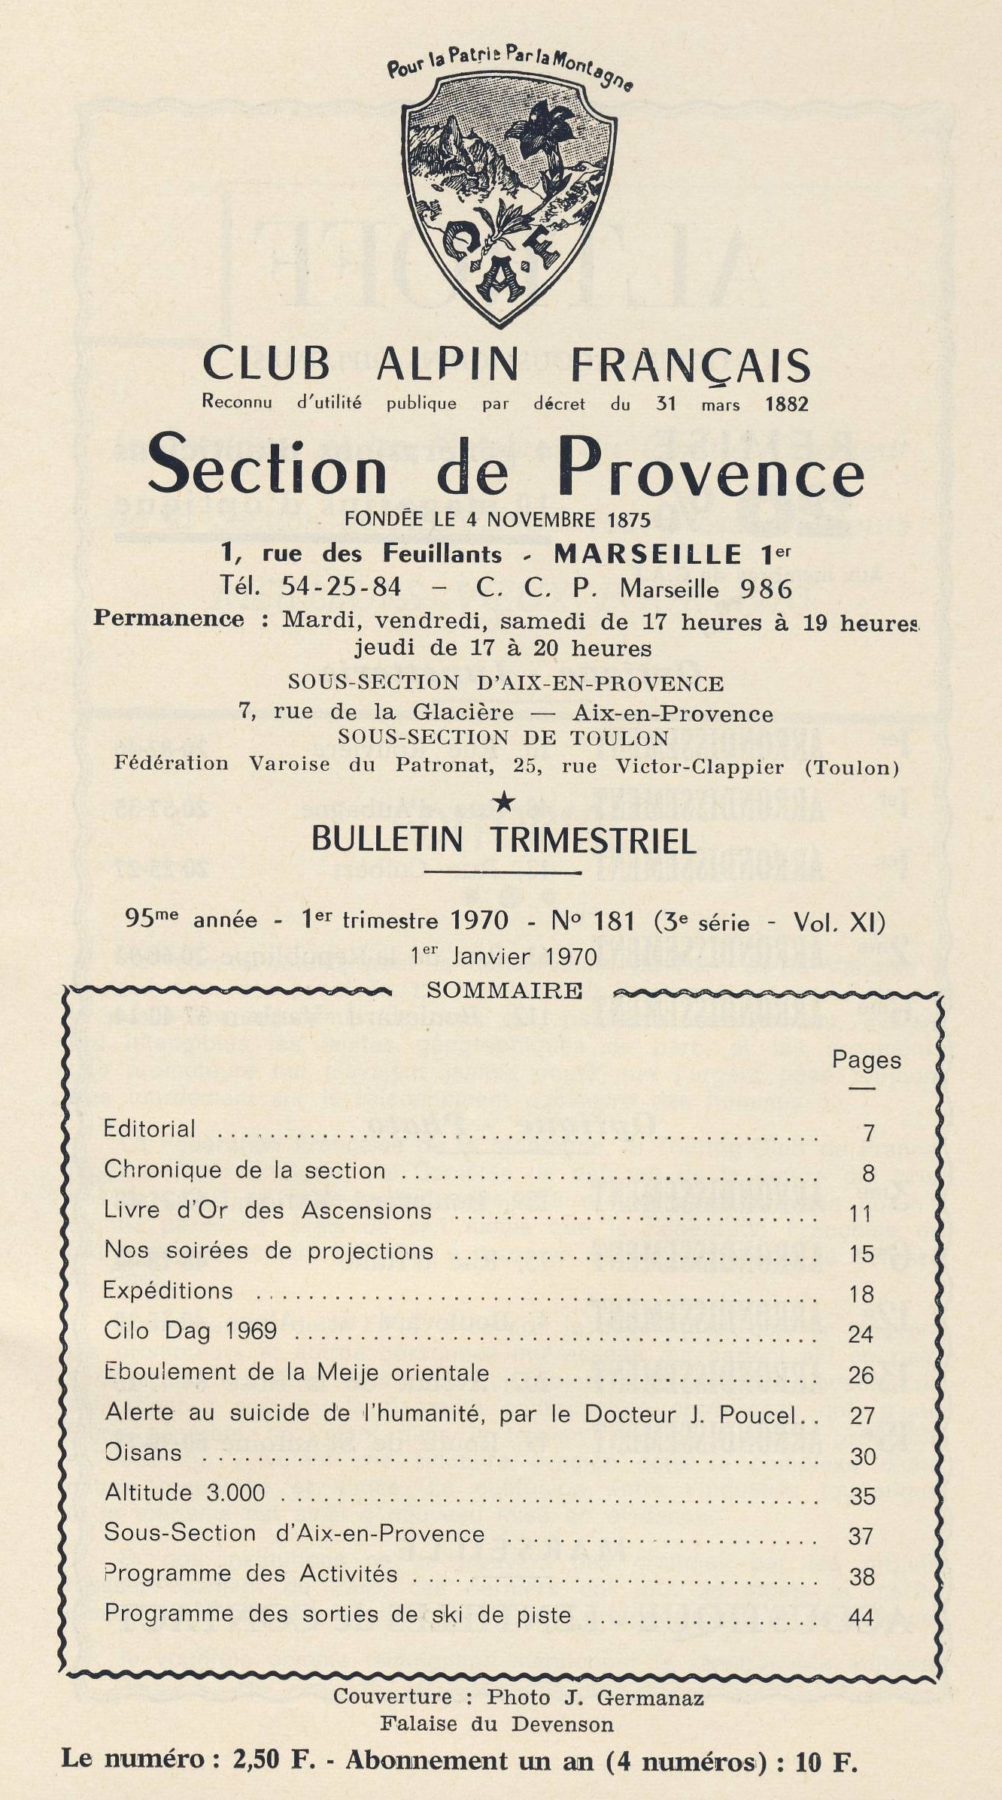 Pour la Patrie Par la Montagne
C.A.F
CLUB ALPIN FRANÇAIS
Reconnu d'utilité publique par décret du 31 mars 1882
Section de Provence
FONDÉE LE 4 NOVEMBRE 1875
1, rue des Feuillants - MARSEILLE 1er
Tél. 54-25-84 – C. C. P. Marseille 986
Permanence : Mardi, vendredi, samedi de 17 heures à 19 heures
jeudi de 17 à 20 heures
SOUS-SECTION D'AIX-EN-PROVENCE
7, rue de la Glacière — Aix-en-Provence
SOUS-SECTION DE TOULON
Fédération Varoise du Patronat, 25, rue Victor-Clappier (Toulon)
★
BULLETIN TRIMESTRIEL
95me année - 1er trimestre 1970 - No 181 (3e série - Vol. XI)
1er Janvier 1970
SOMMAIRE
Pages
Editorial ........ 7
Chronique de la section ........ 8
Livre d'Or des Ascensions ........ 11
Nos soirées de projections ........ 15
Expéditions ........ 18
Cilo Dag 1969 ........ 24
Eboulement de la Meije orientale ........ 26
Alerte au suicide de l'humanité, par le Docteur J. Poucel.. 27
Oisans ........ 30
Altitude 3.000 ........ 35
Sous-Section d'Aix-en-Provence ........ 37
Programme des Activités ........ 38
Programme des sorties de ski de piste ........ 44
Couverture : Photo J. Germanaz
Falaise du Devenson
Le numéro : 2,50 F. - Abonnement un an (4 numéros) : 10 F.